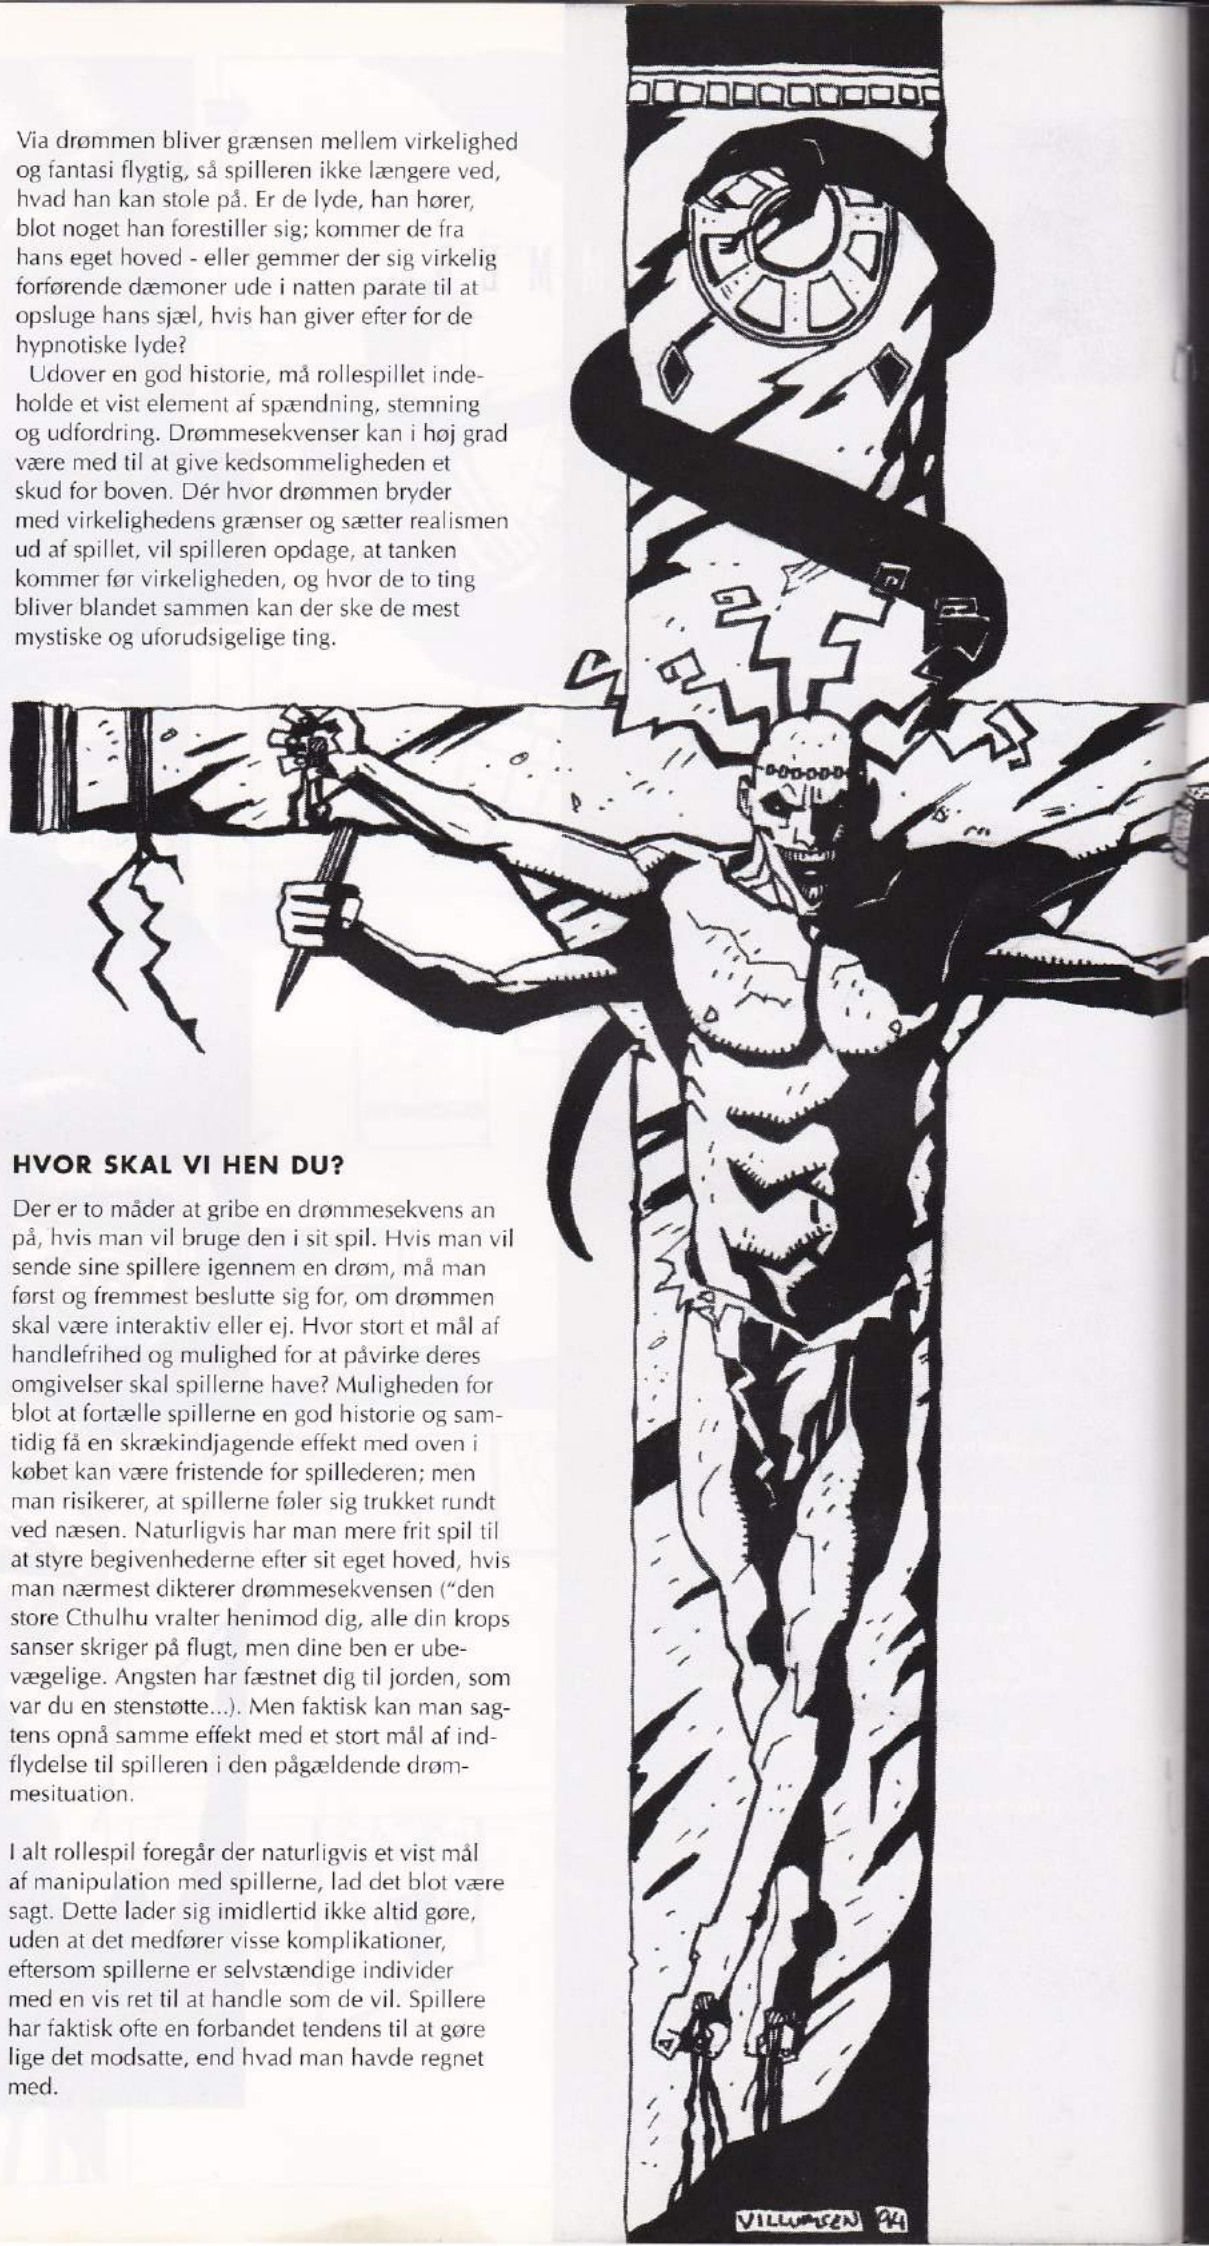 Via drømmen bliver grænsen mellem virkelighed
og fantasi flygtig, så spilleren ikke længere ved,
hvad han kan stole på. Er de lyde, han hører,
blot noget han forestiller sig; kommer de fra
hans eget hoved - eller gemmer der sig virkelig
forførende dæmoner ude i natten parate til at
opsluge hans sjæl, hvis han giver efter for de
hypnotiske lyde?
Udover en god historie, må rollespillet inde-
holde et vist element af spændning, stemning
og udfordring. Drømmesekvenser kan i høj grad
være med til at give kedsommeligheden et
skud for boven. Dér hvor drømmen bryder
med virkelighedens grænser og sætter realismen
ud af spillet, vil spilleren opdage, at tanken
kommer før virkeligheden, og hvor de to ting
bliver blandet sammen kan der ske de mest
mystiske og uforudsigelige ting.
HVOR SKAL VI HEN DU?
Der er to måder at gribe en drømmesekvens an
på, hvis man vil bruge den i sit spil. Hvis man vil
sende sine spillere igennem en drøm, må man
først og fremmest beslutte sig for, om drømmen
skal være interaktiv eller ej. Hvor stort et mål af
handlefrihed og mulighed for at påvirke deres
omgivelser skal spillerne have? Muligheden for
blot at fortælle spillerne en god historie og sam-
tidig få en skrækindjagende effekt med oven i
købet kan være fristende for spillederen; men
man risikerer, at spillerne føler sig trukket rundt
ved næsen. Naturligvis har man mere frit spil til
at styre begivenhederne efter sit eget hoved, hvis
man nærmest dikterer drømmesekvensen (“den
store Cthulhu vralter henimod dig, alle din krops
sanser skriger på flugt, men dine ben er ube-
vægelige. Angsten har fæstnet dig til jorden, som
var du en stenstøtte...). Men faktisk kan man sag-
tens opnå samme effekt med et stort mål af ind-
flydelse til spilleren i den pågældende drøm-
mesituation.
I alt rollespil foregår der naturligvis et vist mål
af manipulation med spillerne, lad det blot være
sagt. Dette lader sig imidlertid ikke altid gøre,
uden at det medfører visse komplikationer,
eftersom spillerne er selvstændige individer
med en vis ret til at handle som de vil. Spillere
har faktisk ofte en forbandet tendens til at gøre
lige det modsatte, end hvad man havde regnet
med.
VILLUMSEN 94